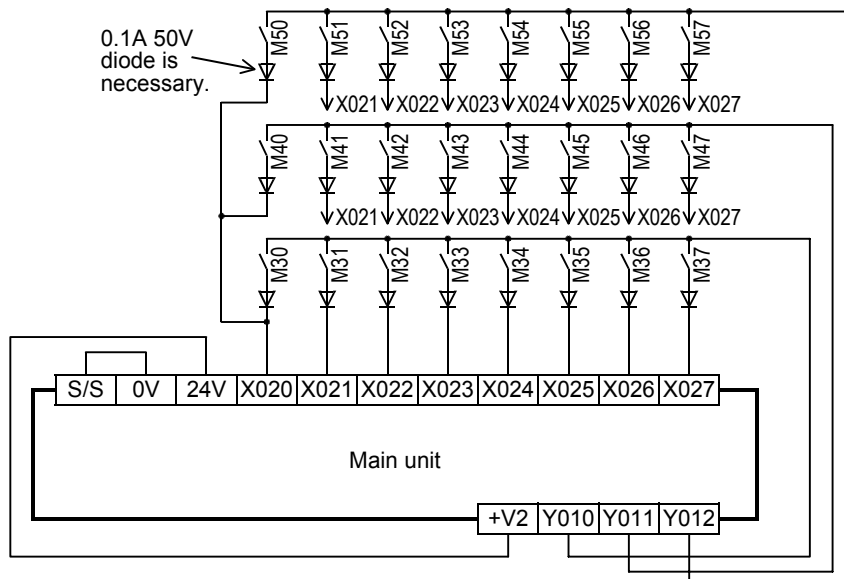 M50 M51 M52 M53 M54 M55 M56 M57
0.1A 50V
diode is
necessary.
X021 X022 X023 X024 X025 X026 X027
M40 M41 M42 M43 M44 M45 M46 M47
X021 X022 X023 X024 X025 X026 X027
M30 M31 M32 M33 M34 M35 M36 M37
S/S 0V 24V X020 X021 X022 X023 X024 X025 X026 X027
Main unit
+V2 Y010 Y011 Y012